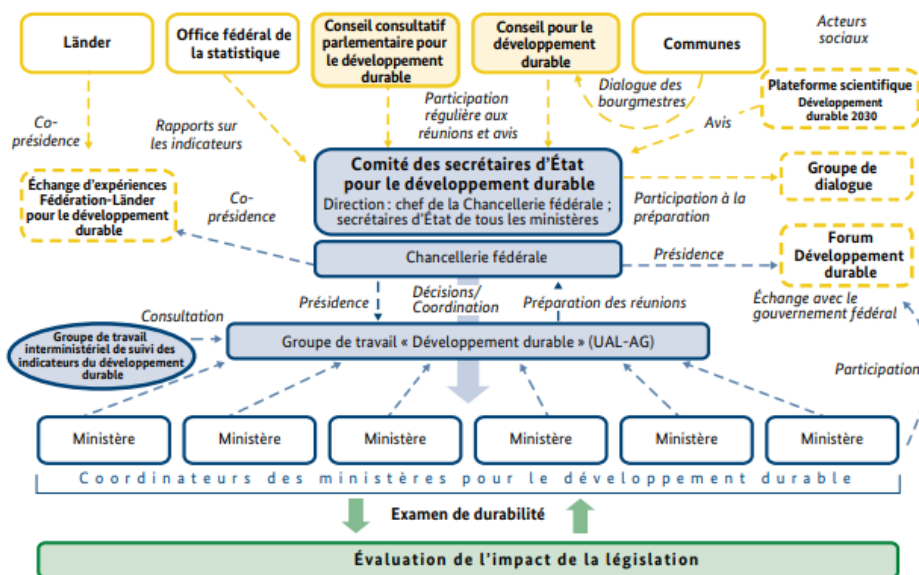 Länder
Office fédéral de
la statistique
Conseil consultatif
parlementaire pour
le développement
durable
Conseil pour le
développement
durable
Communes
Acteurs
sociaux
Plateforme scientifique
Développement
durable 2030
Co-
présidence
Rapports sur
les indicateurs
Participation
régulière aux
réunions et avis
Dialogue des
bourgmestres
Avis
Comité des secrétaires d'État
pour le développement durable
Direction : chef de la Chancellerie fédérale ;
secrétaires d'État de tous les ministères
Groupe de
dialogue
Échange d'expériences
Fédération-Länder
pour le développement
durable
Co-
présidence
Participation à la
préparation
Chancellerie fédérale
Présidence
Forum
Développement
durable
Présidence
Décisions/
Coordination
Préparation des réunions
Échange avec le
gouvernement fédéral
Consultation
Groupe de travail
interministériel de suivi des
indicateurs du développement
durable
Groupe de travail « Développement durable » (UAL-AG)
Participation
Ministère
Ministère
Ministère
Ministère
Ministère
Ministère
Coordinateurs des ministères pour le développement durable
Examen de durabilité
Évaluation de l'impact de la législation